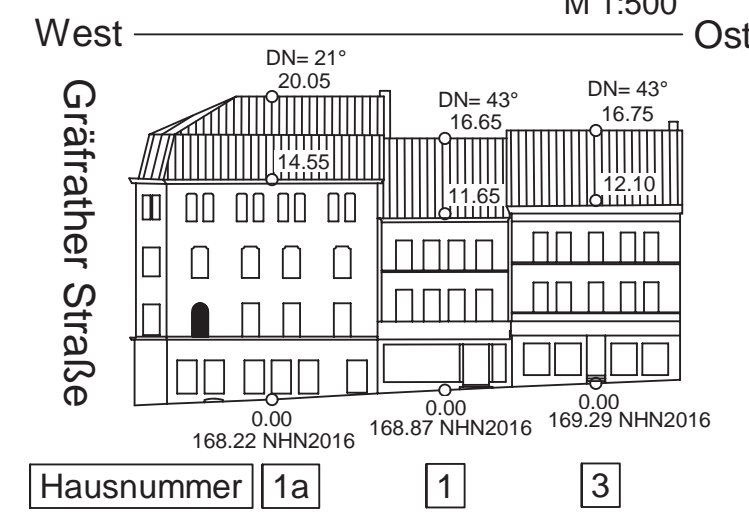 M 1:500
West
Ost
Gräfrather Straße
DN= 21°
20.05
14.55
DN= 43°
16.65
11.65
DN= 43°
16.75
12.10
0.00
168.22 NHN2016
0.00
168.87 NHN2016
0.00
169.29 NHN2016
Hausnummer 1a 1 3